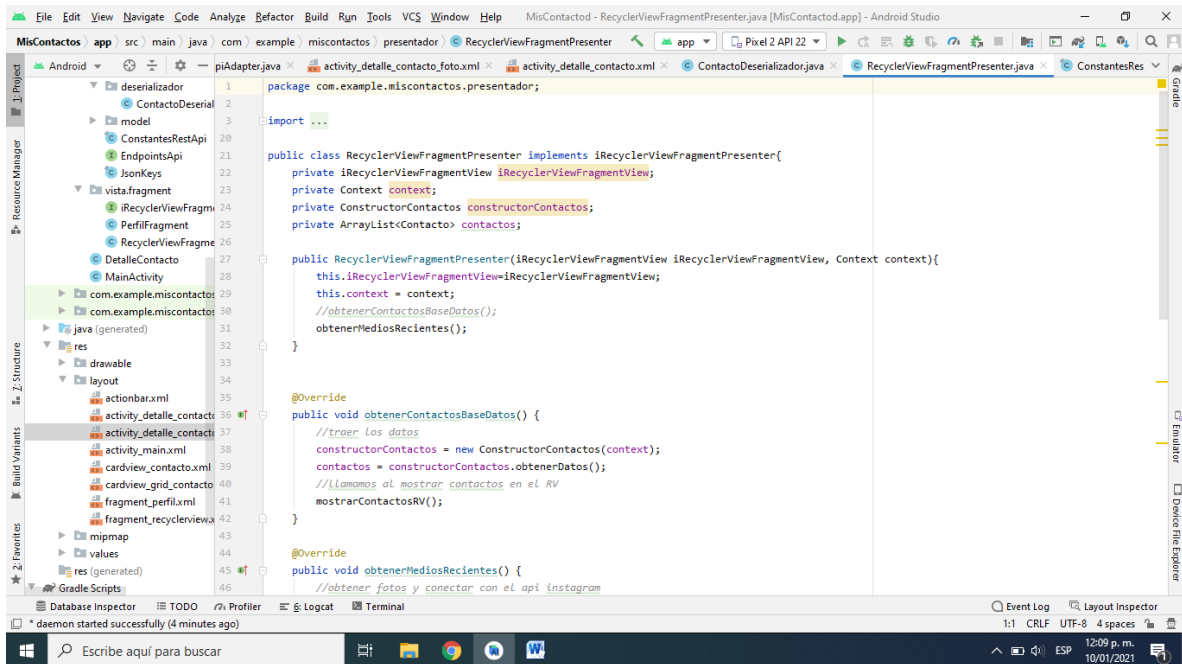 File Edit View Navigate Code Analyze Refactor Build Run Tools VCS Window Help MisContactod - RecyclerViewFragmentPresenter.java [MisContactod.app] - Android Studio
MisContactos app src main java com example miscontactos presentador RecyclerViewFragmentPresenter app Pixel 2 API 22
Android piAdapter.java activity_detalle_contacto_foto.xml activity_detalle_contacto.xml ContactoDeserializador.java RecyclerViewFragmentPresenter.java ConstantesRes
1: Project
Resource Manager
Z: Structure
Build Variants
2: Favorites
deserializador
ContactoDeserial
model
ConstantesRestApi
EndpointsApi
JsonKeys
vista.fragment
iRecyclerViewFragme
PerfilFragment
RecyclerViewFragme
DetalleContacto
MainActivity
com.example.miscontactos
com.example.miscontactos
java (generated)
res
drawable
layout
actionbar.xml
activity_detalle_contacto
activity_detalle_contacto
activity_main.xml
cardview_contacto.xml
cardview_grid_contacto
fragment_perfil.xml
fragment_recyclerview.x
mipmap
values
res (generated)
Gradle Scripts
1 package com.example.miscontactos.presentador;
2
3 import ...
20
21 public class RecyclerViewFragmentPresenter implements iRecyclerViewFragmentPresenter{
22 private iRecyclerViewFragmentView iRecyclerViewFragmentView;
23 private Context context;
24 private ConstructorContactos constructorContactos;
25 private ArrayList<Contacto> contactos;
26
27 public RecyclerViewFragmentPresenter(iRecyclerViewFragmentView iRecyclerViewFragmentView, Context context){
28 this.iRecyclerViewFragmentView=iRecyclerViewFragmentView;
29 this.context = context;
30 //obtenerContactosBaseDatos();
31 obtenerMediosRecientes();
32 }
33
34
35 @Override
36 public void obtenerContactosBaseDatos() {
37 //traer los datos
38 constructorContactos = new ConstructorContactos(context);
39 contactos = constructorContactos.obtenerDatos();
40 //llamamos al mostrar contactos en el RV
41 mostrarContactosRV();
42 }
43
44 @Override
45 public void obtenerMediosRecientes() {
46 //obtener fotos y conectar con el api instagram
Gradle
Emulator
Device File Explorer
Database Inspector TODO Profiler 6: Logcat Terminal Event Log Layout Inspector
* daemon started successfully (4 minutes ago) 1:1 CRLF UTF-8 4 spaces
Escribe aquí para buscar ESP 12:09 p. m.
10/01/2021